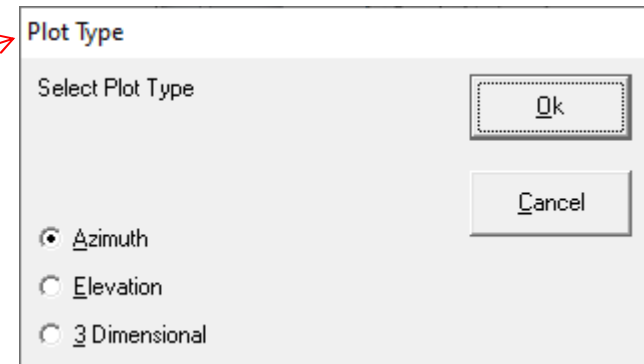 Plot Type
Select Plot Type
Ok
Cancel
Azimuth
Elevation
3 Dimensional